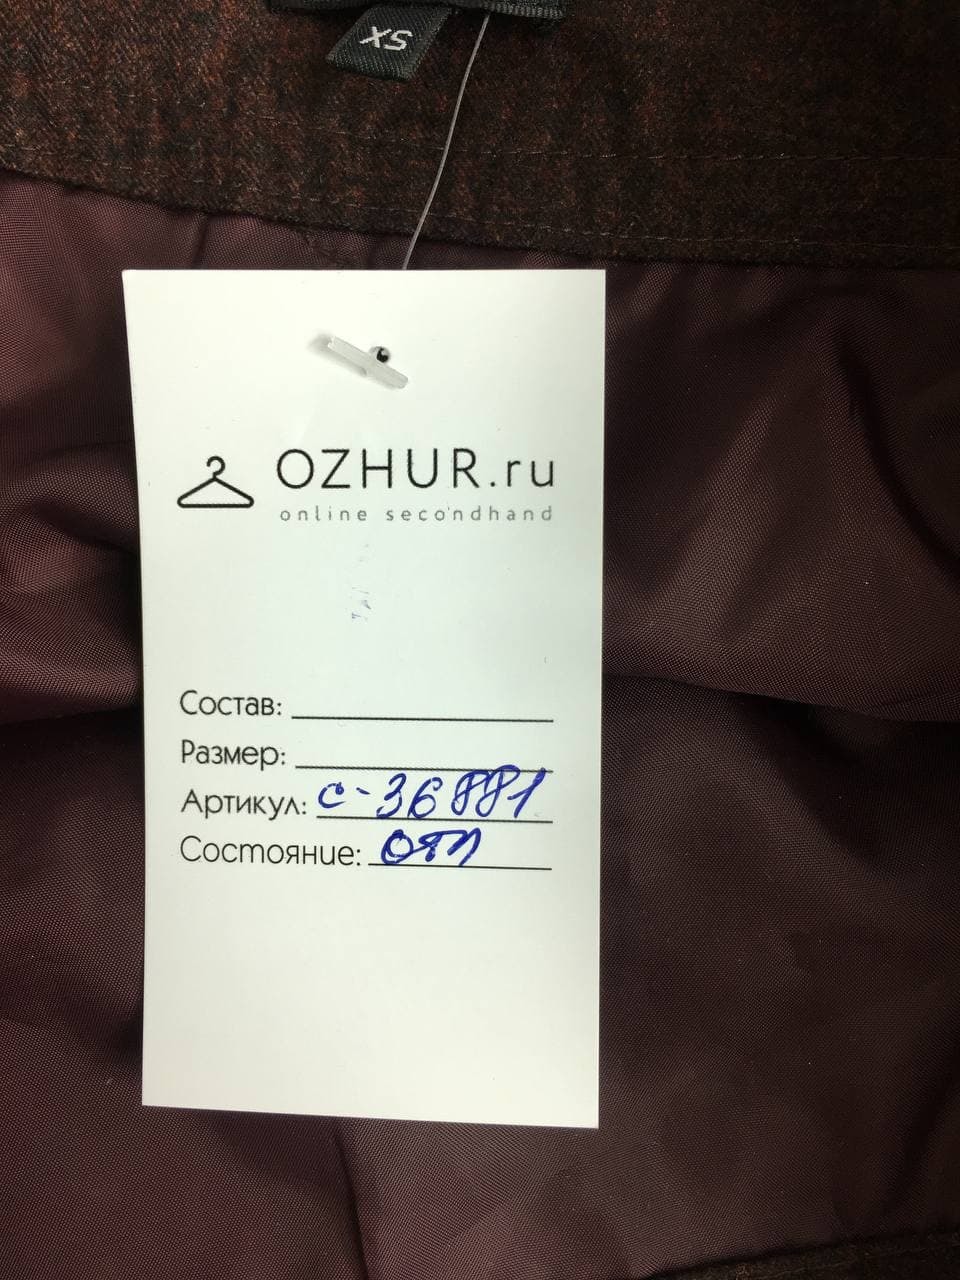 XS
OZHUR.ru
online secondhand
Состав:
Размер:
Артикул: с-36881
Состояние: отл